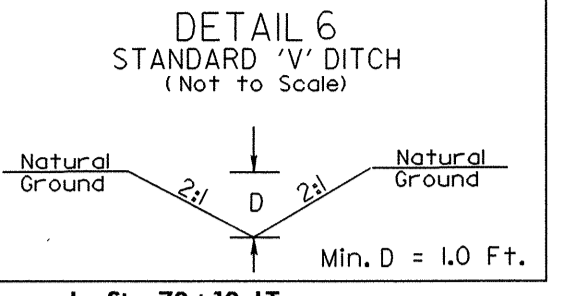 DETAIL 6
STANDARD 'V' DITCH
(Not to Scale)
Natural
Ground
2:1
D
2:1
Natural
Ground
Min. D = 1.0 Ft.